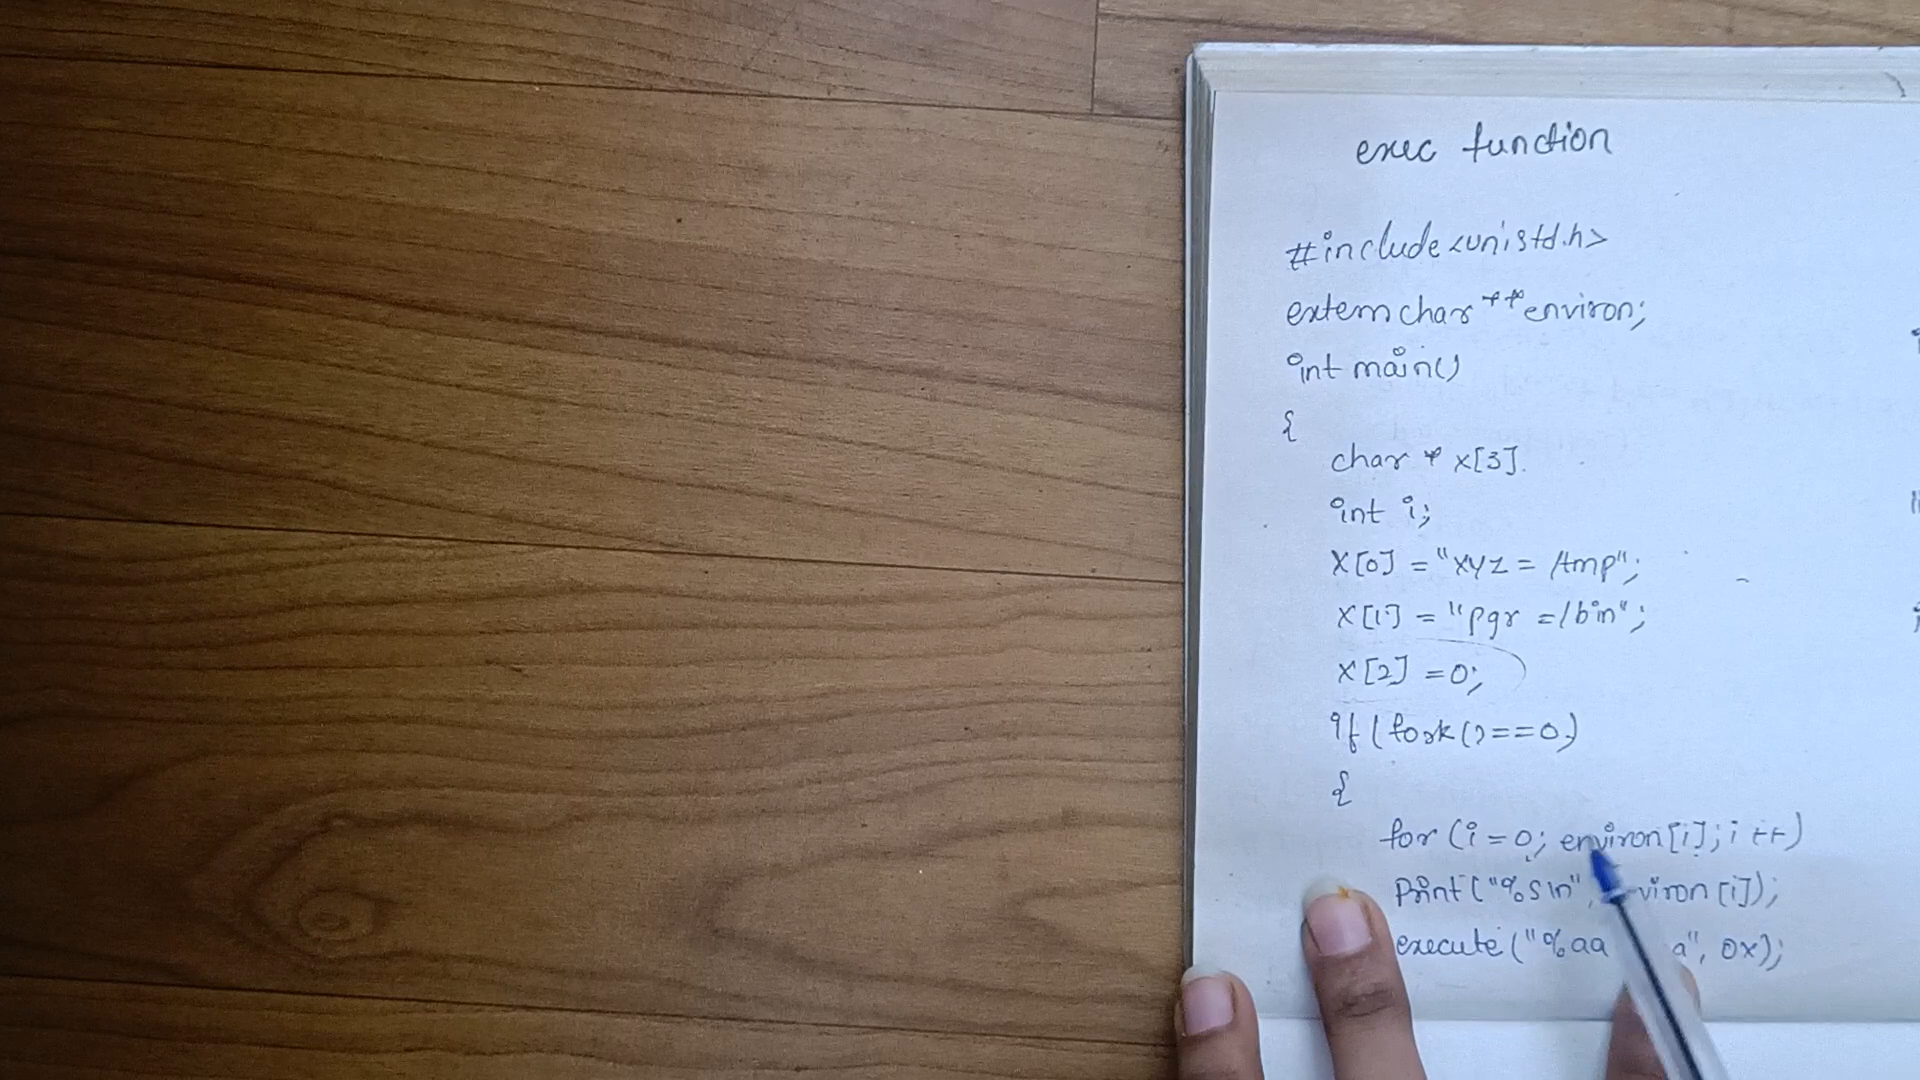 exec function
#include<unistd.h>
extern char **environ;
int main()
{
char * x[3].
int i;
X[0] = "xyz = /tmp";
X[1] = "pgr =/bin";
X[2] =0;
if (fork()==0)
{
for (i = 0; environ[i]; i ++)
Print("%s\n", viron [i]);
execute ("%aa a", 0x);